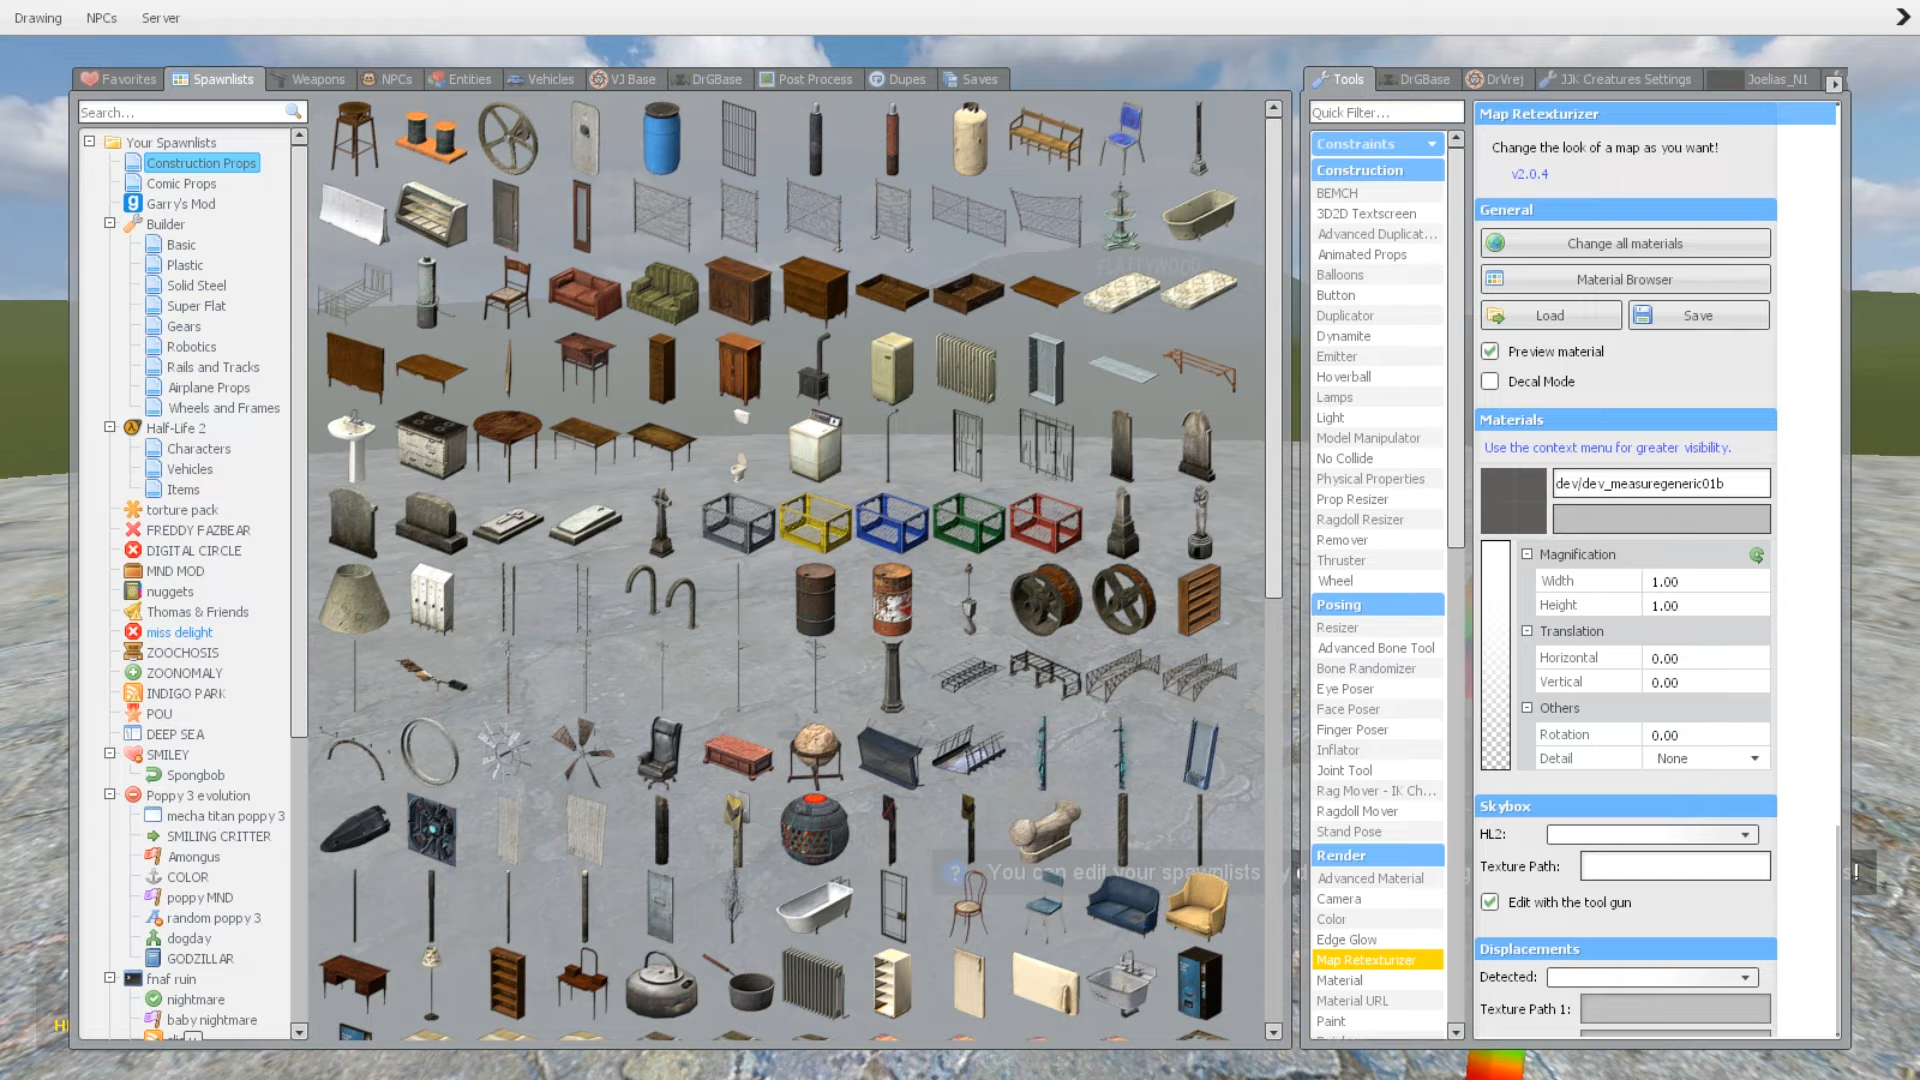 Drawing NPCs Server
Favorites Spawnlists Weapons NPCs Entities Vehicles VJ Base DrGBase Post Process Dupes Saves
Search...
Your Spawnlists
Construction Props
Comic Props
Garry's Mod
Builder
Basic
Plastic
Solid Steel
Super Flat
Gears
Robotics
Rails and Tracks
Airplane Props
Wheels and Frames
Half-Life 2
Characters
Vehicles
Items
torture pack
FREDDY FAZBEAR
DIGITAL CIRCLE
MND MOD
nuggets
Thomas & Friends
miss delight
ZOOCHOSIS
ZOONOMALY
INDIGO PARK
POU
DEEP SEA
SMILEY
Spongbob
Poppy 3 evolution
mecha titan poppy 3
SMILING CRITTER
Amongus
COLOR
poppy MND
random poppy 3
dogday
GODZILLAR
fnaf ruin
nightmare
baby nightmare
FLATTYWOOD
You can edit your spawnlists by d
Tools DrGBase DrVrej JJK Creatures Settings Joelias_N1
Quick Filter...
Constraints
Construction
BEMCH
3D2D Textscreen
Advanced Duplicat...
Animated Props
Balloons
Button
Duplicator
Dynamite
Emitter
Hoverball
Lamps
Light
Model Manipulator
No Collide
Physical Properties
Prop Resizer
Ragdoll Resizer
Remover
Thruster
Wheel
Posing
Resizer
Advanced Bone Tool
Bone Randomizer
Eye Poser
Face Poser
Finger Poser
Inflator
Joint Tool
Rag Mover - IK Ch...
Ragdoll Mover
Stand Pose
Render
Advanced Material
Camera
Color
Edge Glow
Map Retexturizer
Material
Material URL
Paint
Map Retexturizer
Change the look of a map as you want!
v2.0.4
General
Change all materials
Material Browser
Load Save
Preview material
Decal Mode
Materials
Use the context menu for greater visibility.
dev/dev_measuregeneric01b
Magnification
Width 1.00
Height 1.00
Translation
Horizontal 0.00
Vertical 0.00
Others
Rotation 0.00
Detail None
Skybox
HL2:
Texture Path:
Edit with the tool gun
Displacements
Detected:
Texture Path 1: